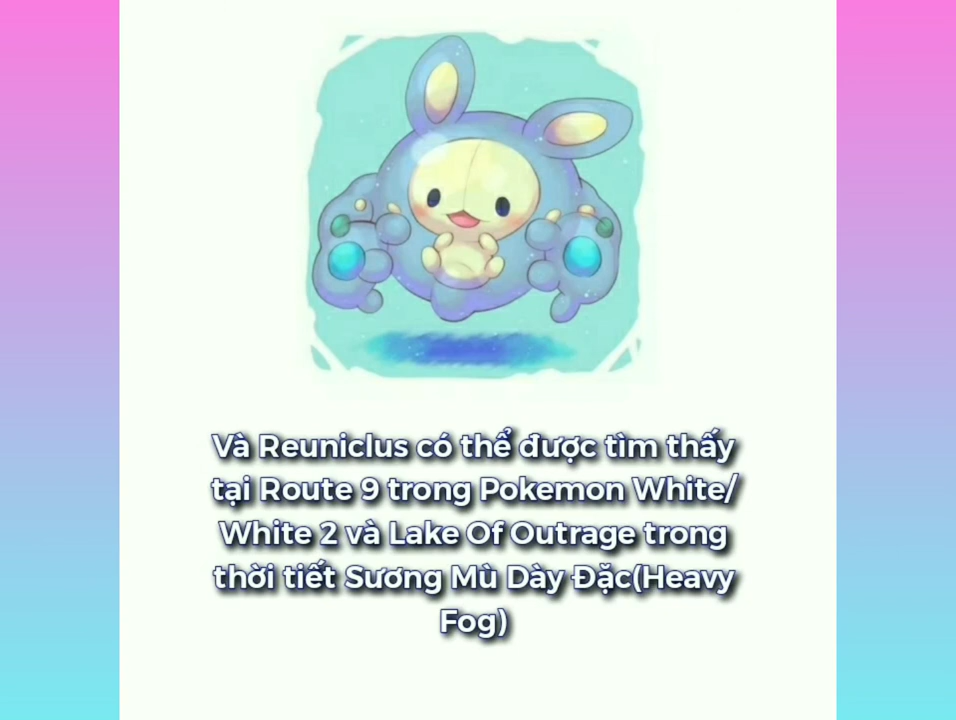 Và Reuniclus có thể được tìm thấy
tại Route 9 trong Pokemon White/
White 2 và Lake Of Outrage trong
thời tiết Sương Mù Dày Đặc(Heavy
Fog)